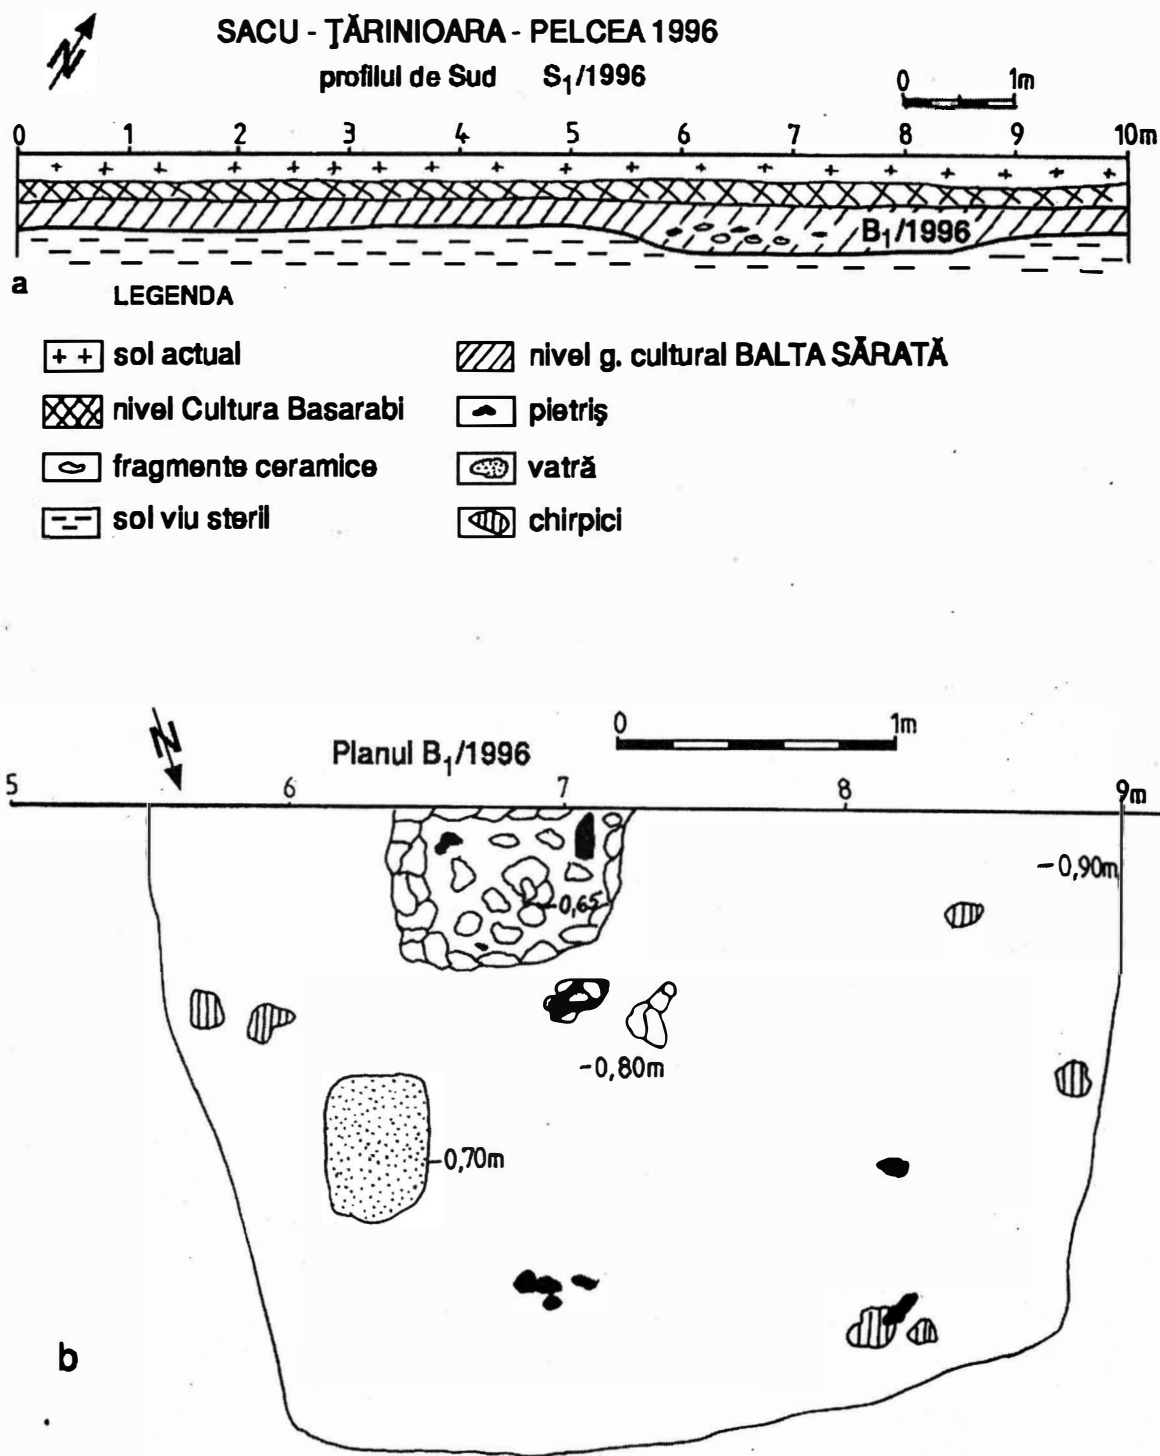 N
SACU - ŢĂRINIOARA - PELCEA 1996
profilul de Sud S1/1996
0 1m
0 1 2 3 4 5 6 7 8 9 10m
B1/1996
a
LEGENDA
sol actual
nivel g. cultural BALTA SĂRATĂ
nivel Cultura Basarabi
pietriş
fragmente ceramice
vatră
sol viu steril
chirpici
N
Planul B1/1996
0 1m
5 6 7 8 9m
-0,90m
-0,65
-0,80m
-0,70m
b